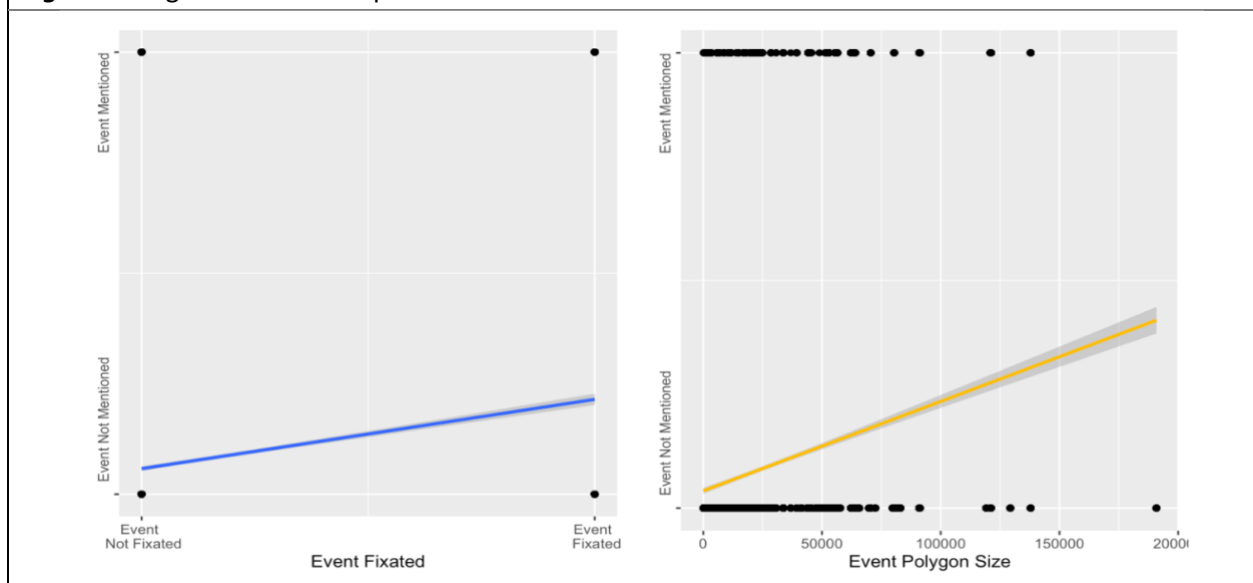 Event Mentioned
Event Not Mentioned
Event
Not Fixated
Event
Fixated
Event Fixated
Event Mentioned
Event Not Mentioned
0
50000
100000
150000
20000
Event Polygon Size